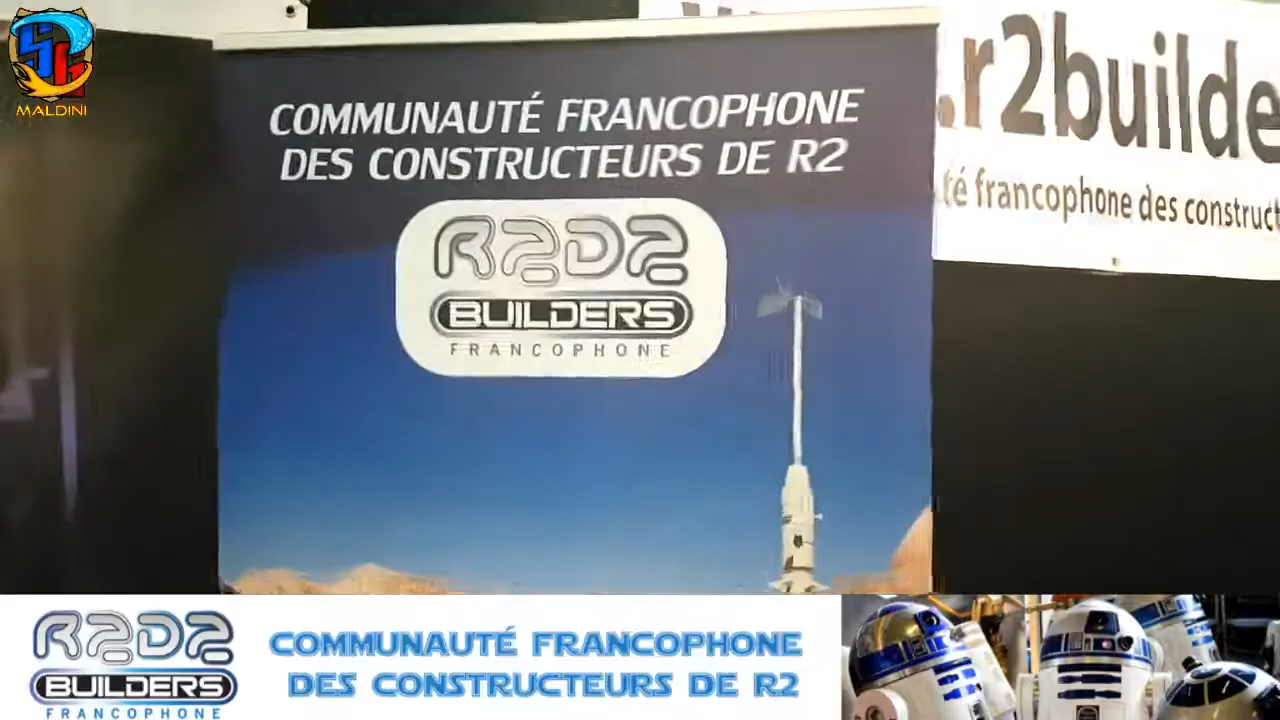 SG
MALDINI
COMMUNAUTÉ FRANCOPHONE
DES CONSTRUCTEURS DE R2
R2D2
BUILDERS
FRANCOPHONE
.r2builde
té francophone des construct
R2D2
BUILDERS
FRANCOPHONE
COMMUNAUTÉ FRANCOPHONE
DES CONSTRUCTEURS DE R2